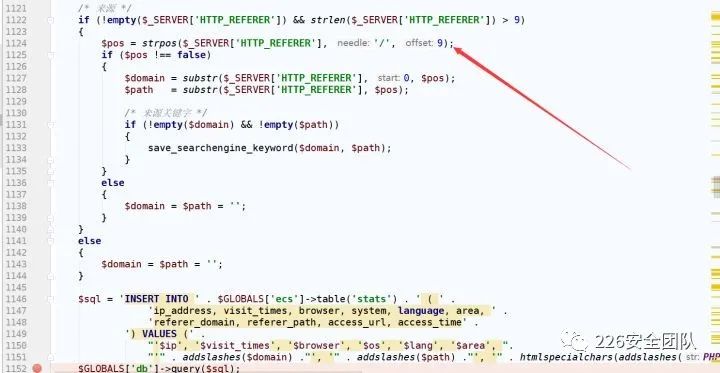 1121 /* 来源 */
1122 if (!empty($_SERVER['HTTP_REFERER']) && strlen($_SERVER['HTTP_REFERER']) > 9)
1123 {
1124 $pos = strpos($_SERVER['HTTP_REFERER'], needle: '/', offset: 9);
1125 if ($pos !== false)
1126 {
1127 $domain = substr($_SERVER['HTTP_REFERER'], start: 0, $pos);
1128 $path = substr($_SERVER['HTTP_REFERER'], $pos);
1129
1130 /* 来源关键字 */
1131 if (!empty($domain) && !empty($path))
1132 {
1133 save_searchengine_keyword($domain, $path);
1134 }
1135 }
1136 else
1137 {
1138 $domain = $path = '';
1139 }
1140 }
1141 else
1142 {
1143 $domain = $path = '';
1144 }
1145
1146 $sql = 'INSERT INTO ' . $GLOBALS['ecs']->table('stats') . ' ( ' .
1147 'ip_address, visit_times, browser, system, language, area, ' .
1148 'referer_domain, referer_path, access_url, access_time' .
1149 ') VALUES (' .
1150 "'$ip', '$visit_times', '$browser', '$os', '$lang', '$area', ".
1151 "'" . addslashes($domain) ."', '" . addslashes($path) ."', '" . htmlspecialchars(addslashes( str: PHP
1152 $GLOBALS['db']->query($sql);
226安全团队